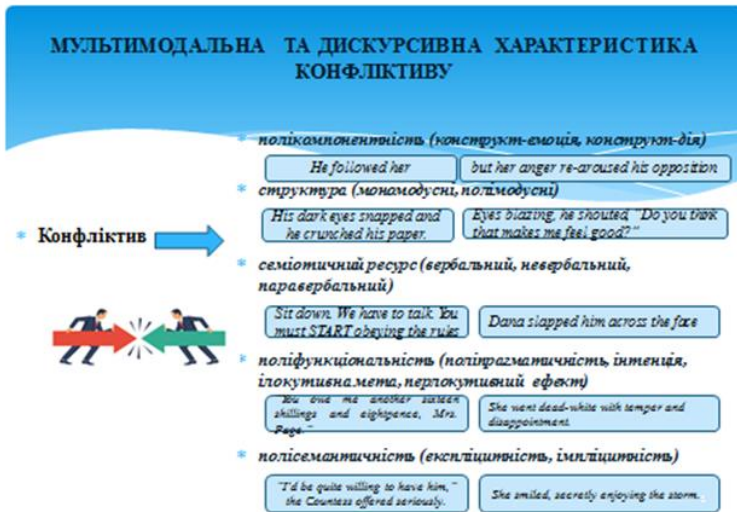 МУЛЬТИМОДАЛЬНА ТА ДИСКУРСИВНА ХАРАКТЕРИСТИКА
КОНФЛІКТИВУ
* полікампонентність (конструкт-емоція, конструкт-дія)
He followed her
but her anger re-aroused his opposition
* структура (монамодусні, полімодусні)
His dark eyes snapped and
he crunched his paper.
Eyes blazing, he shouted, "Do you think
that makes me feel good?"
* Конфліктив
* семіотичний ресурс (вербальний, невербальний,
паравербальний)
Sit down. We have to talk. You
must START obeying the rules
Dana slapped him across the face
* поліфункціональність (поліпрагматичність, інтенція,
ілокутивна мета, перлокутивний ефект)
"You owe me another sixteen
shillings and eightpence, Mrs.
Page."
She went dead-white with temper and
disappointment.
* полісемантичність (експліцитність, імпліцитність)
"I'd be quite willing to have him,"
the Countess offered seriously.
She smiled, secretly enjoying the storm.